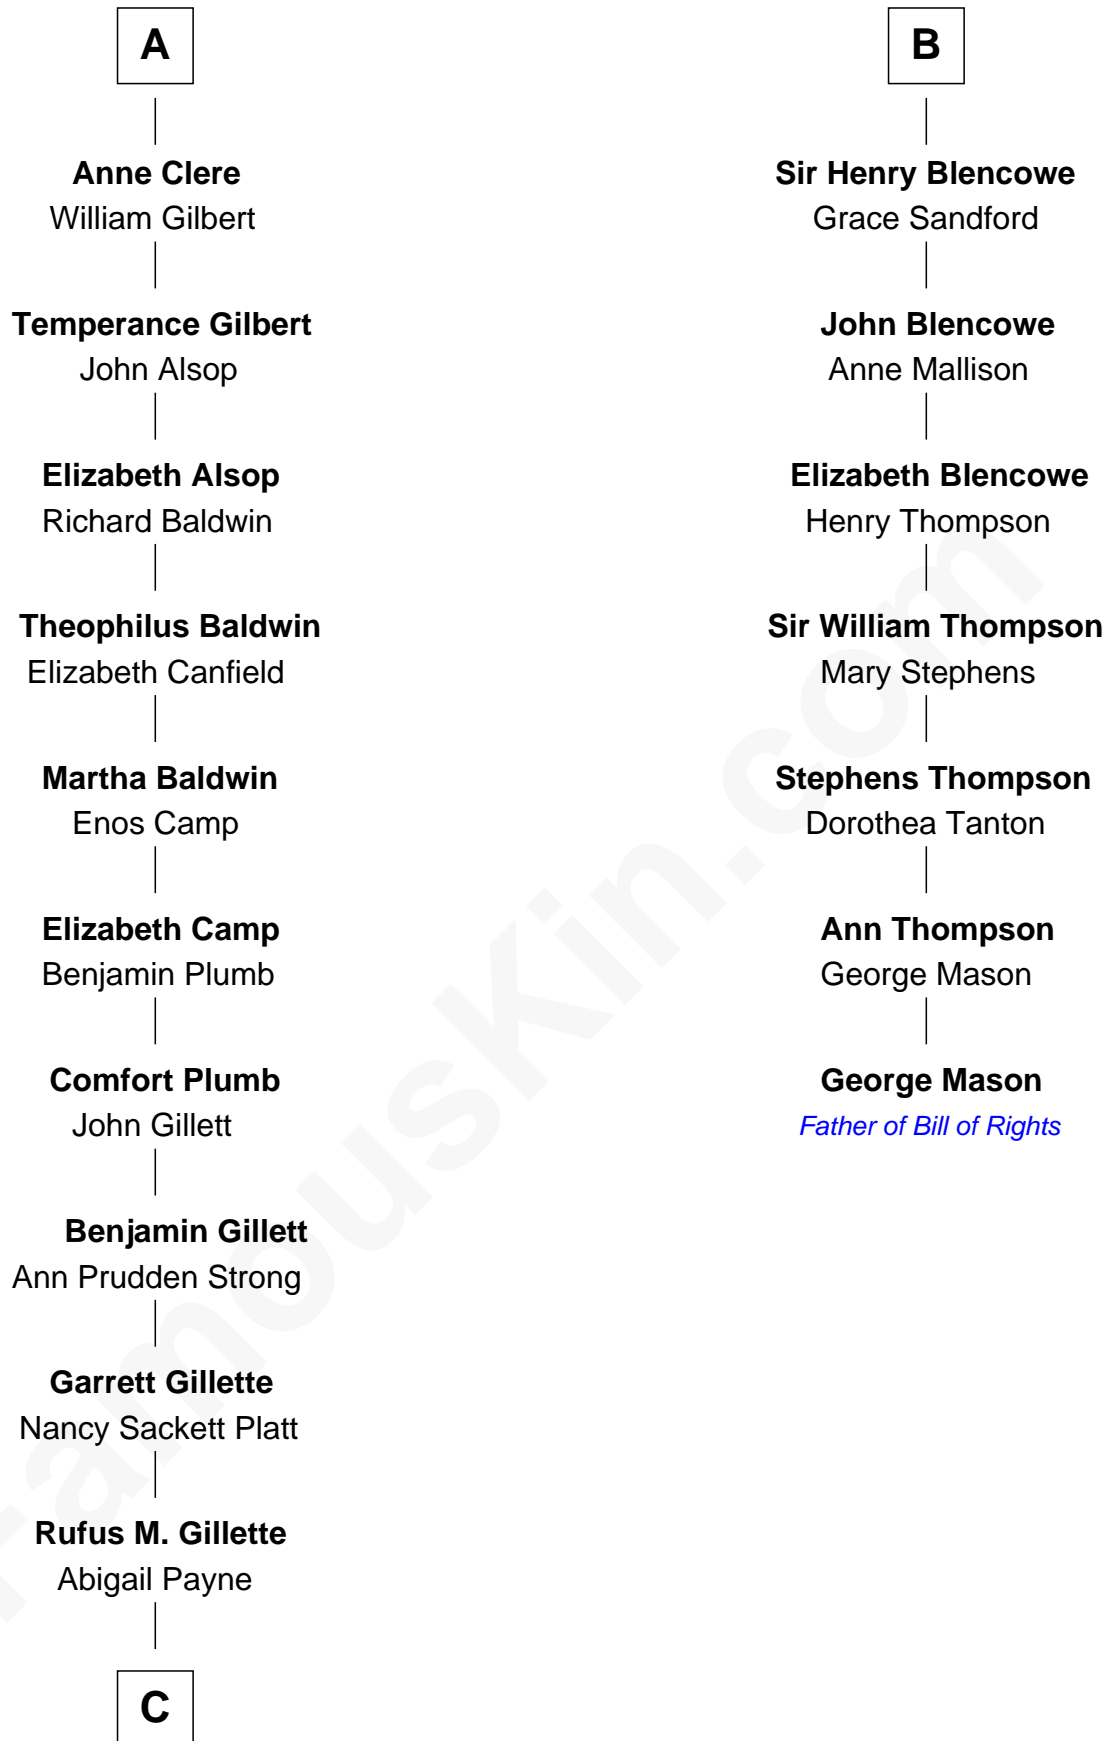 A
Anne Clere
William Gilbert
Temperance Gilbert
John Alsop
Elizabeth Alsop
Richard Baldwin
Theophilus Baldwin
Elizabeth Canfield
Martha Baldwin
Enos Camp
Elizabeth Camp
Benjamin Plumb
Comfort Plumb
John Gillett
Benjamin Gillett
Ann Prudden Strong
Garrett Gillette
Nancy Sackett Platt
Rufus M. Gillette
Abigail Payne
C
B
Sir Henry Blencowe
Grace Sandford
John Blencowe
Anne Mallison
Elizabeth Blencowe
Henry Thompson
Sir William Thompson
Mary Stephens
Stephens Thompson
Dorothea Tanton
Ann Thompson
George Mason
George Mason
Father of Bill of Rights
FamousKin.com